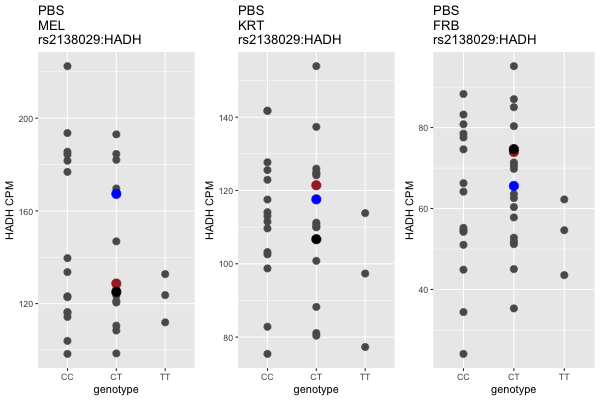 PBS
MEL
rs2138029:HADH
HADH CPM
200
160
120
CC
CT
TT
genotype
PBS
KRT
rs2138029:HADH
HADH CPM
140
120
100
80
CC
CT
TT
genotype
PBS
FRB
rs2138029:HADH
HADH CPM
80
60
40
CC
CT
TT
genotype